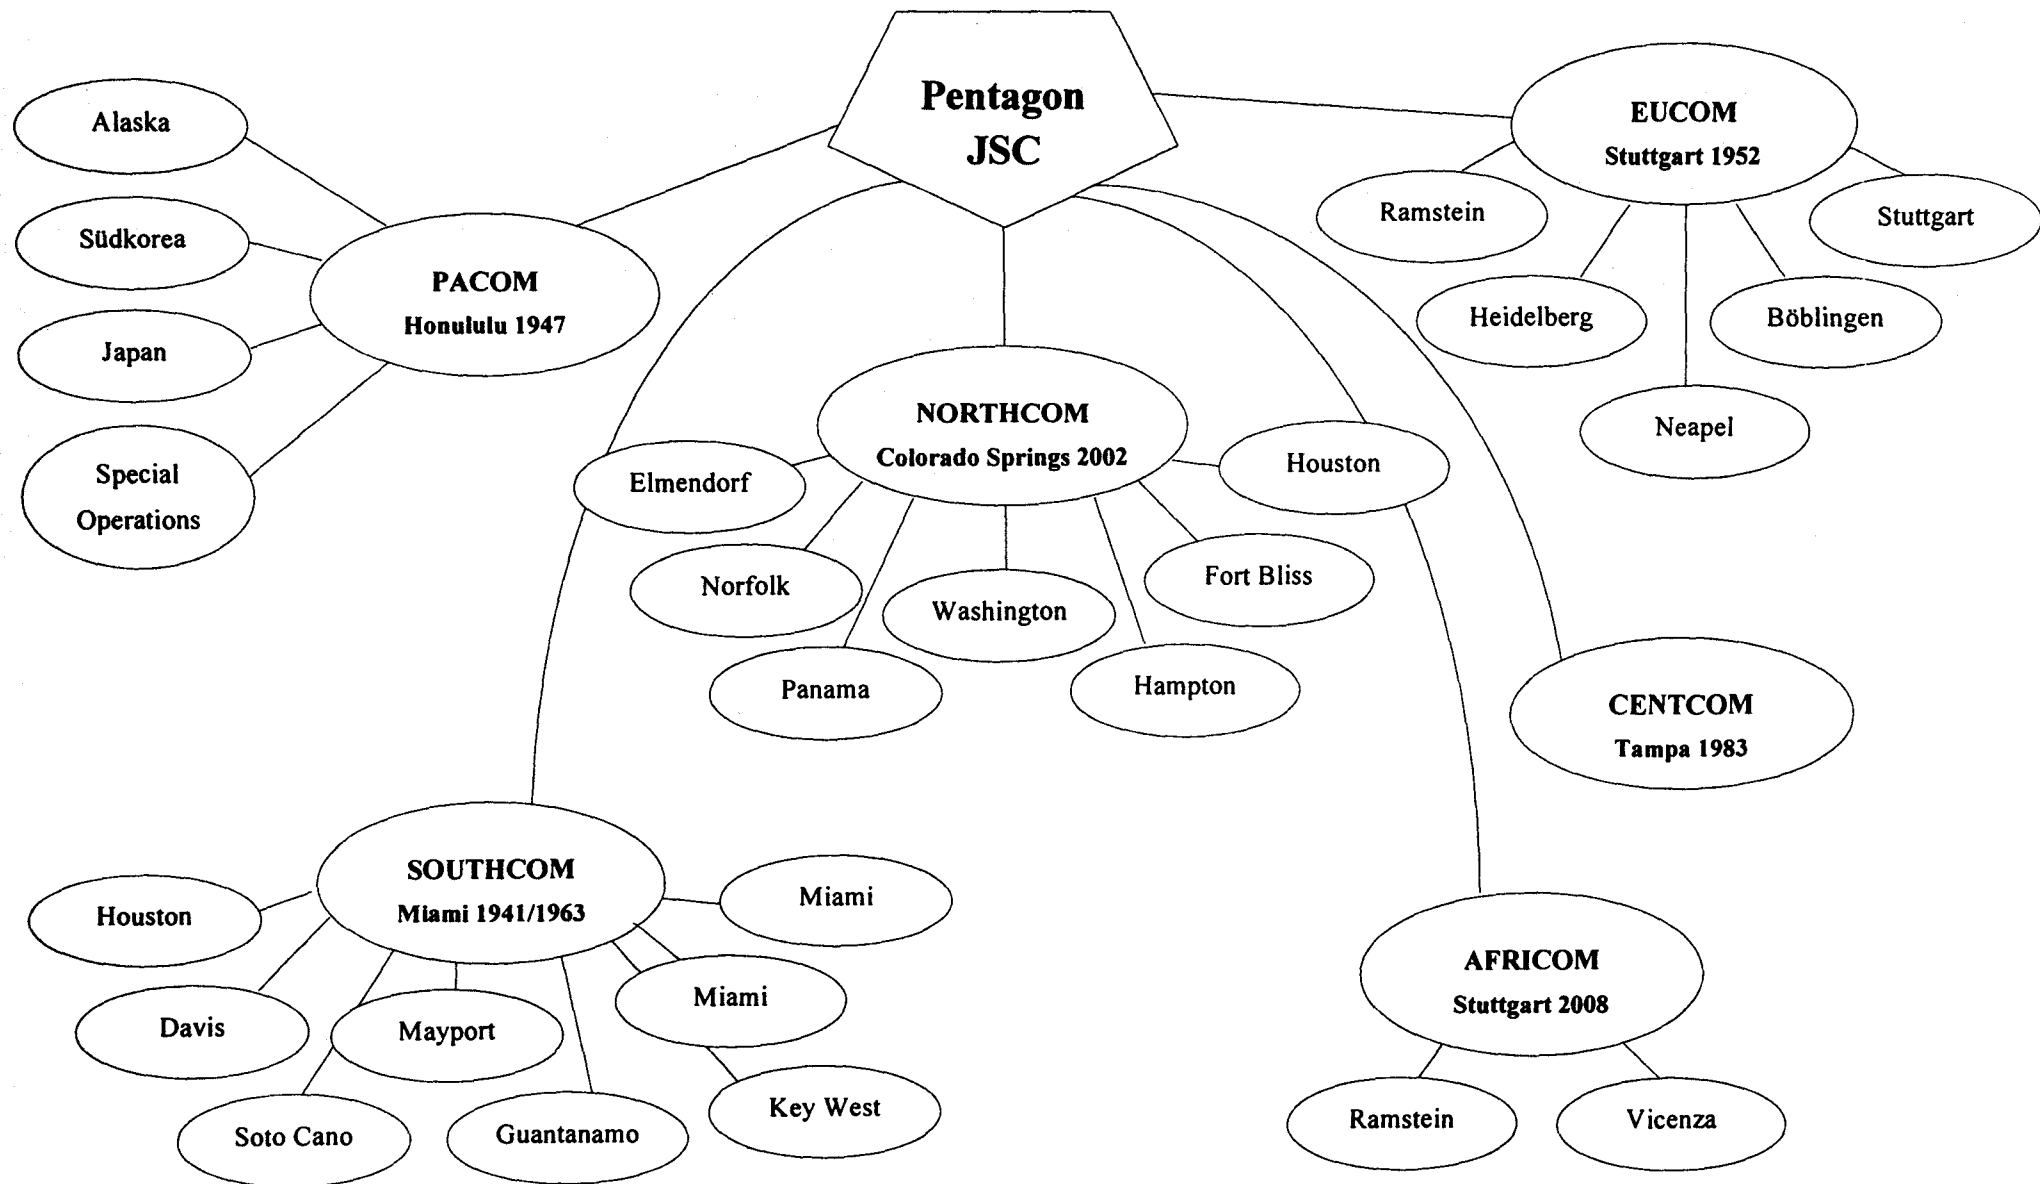 Pentagon
JSC
EUCOM
Stuttgart 1952
Ramstein
Stuttgart
Heidelberg
Böblingen
Neapel
Alaska
Südkorea
Japan
Special
Operations
PACOM
Honululu 1947
NORTHCOM
Colorado Springs 2002
Elmendorf
Houston
Norfolk
Fort Bliss
Washington
Panama
Hampton
CENTCOM
Tampa 1983
SOUTHCOM
Miami 1941/1963
Houston
Miami
Davis
Mayport
Miami
Soto Cano
Guantanamo
Key West
AFRICOM
Stuttgart 2008
Ramstein
Vicenza